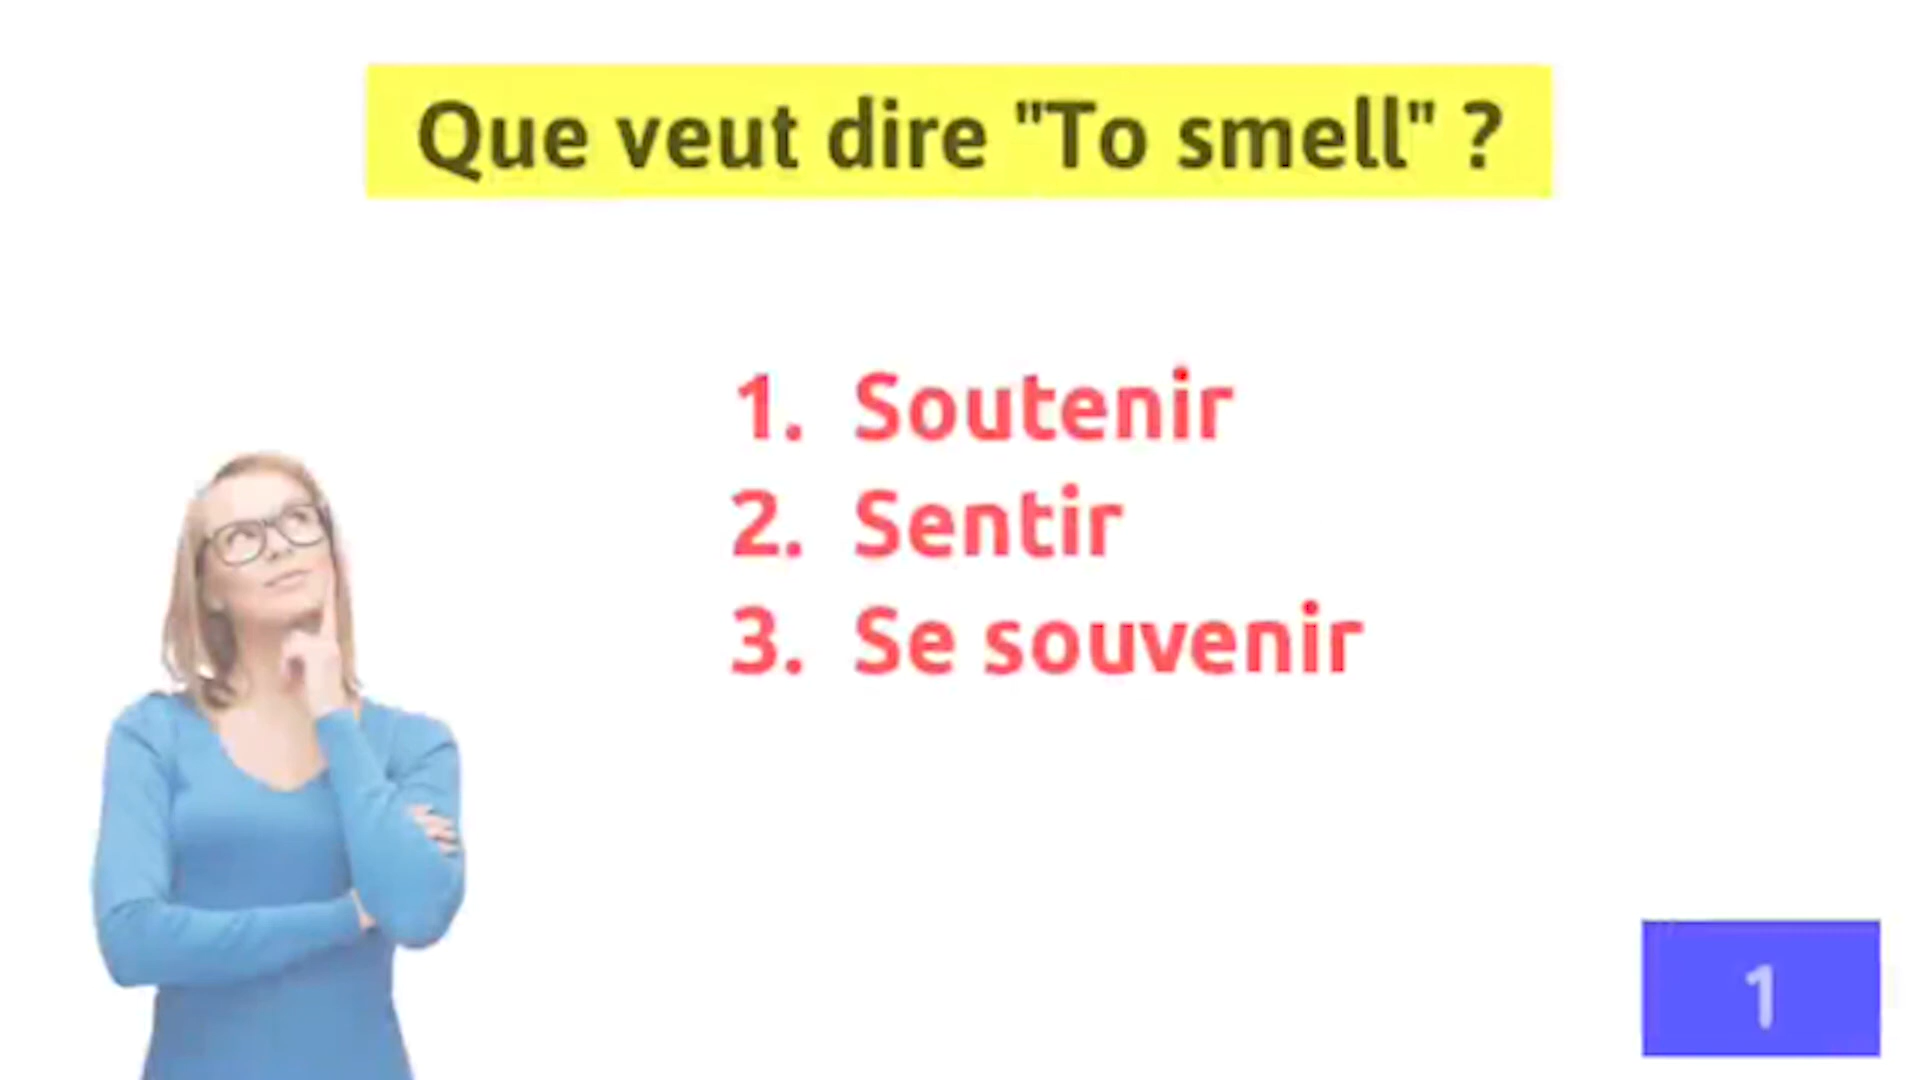 Que veut dire "To smell" ?
1. Soutenir
2. Sentir
3. Se souvenir
1